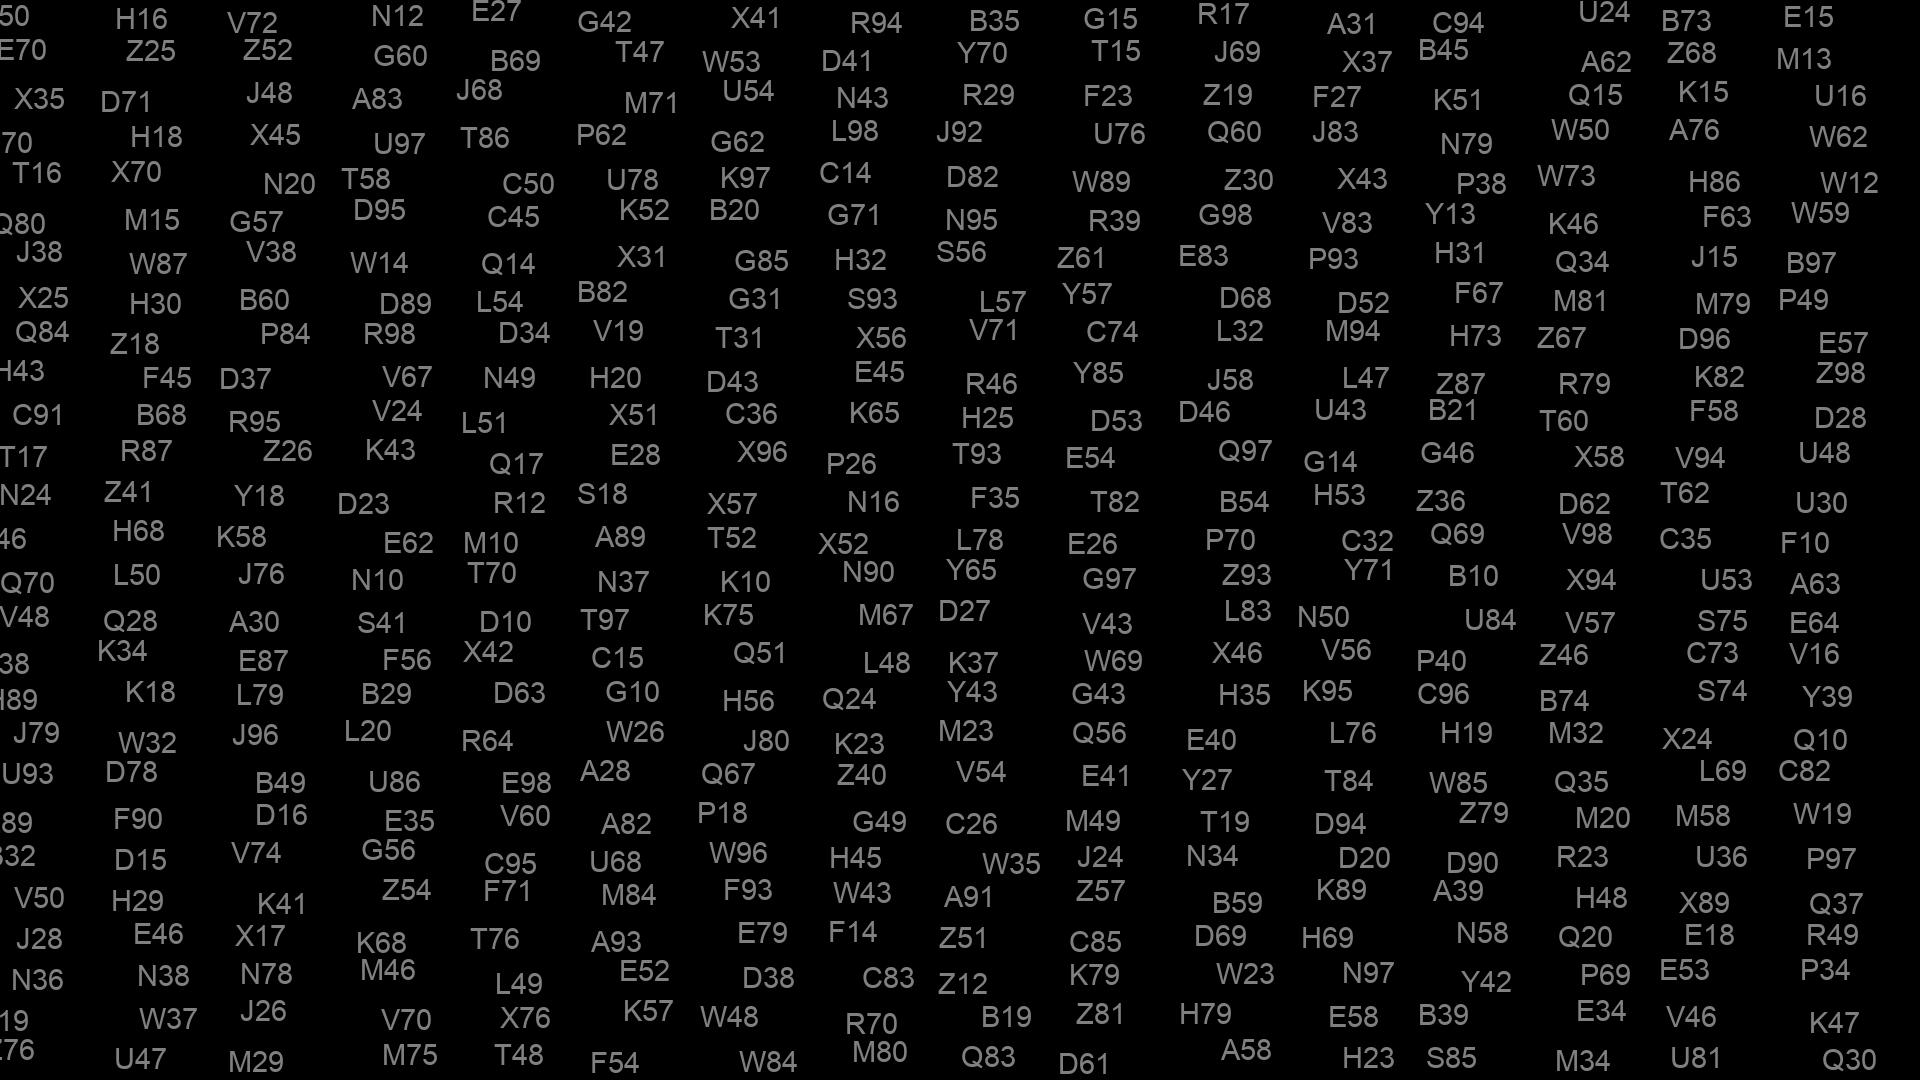 50 H16 V72 N12 E27 G42 X41 R94 B35 G15 R17 A31 C94 U24 B73 E15
E70 Z25 Z52 G60 B69 T47 W53 D41 Y70 T15 J69 X37 B45 A62 Z68 M13
X35 D71 J48 A83 J68 M71 U54 N43 R29 F23 Z19 F27 K51 Q15 K15 U16
70 H18 X45 U97 T86 P62 G62 L98 J92 U76 Q60 J83 N79 W50 A76 W62
T16 X70 N20 T58 C50 U78 K97 C14 D82 W89 Z30 X43 P38 W73 H86 W12
Q80 M15 G57 D95 C45 K52 B20 G71 N95 R39 G98 V83 Y13 K46 F63 W59
J38 W87 V38 W14 Q14 X31 G85 H32 S56 Z61 E83 P93 H31 Q34 J15 B97
X25 H30 B60 D89 L54 B82 G31 S93 L57 Y57 D68 D52 F67 M81 M79 P49
Q84 Z18 P84 R98 D34 V19 T31 X56 V71 C74 L32 M94 H73 Z67 D96 E57
H43 F45 D37 V67 N49 H20 D43 E45 R46 Y85 J58 L47 Z87 R79 K82 Z98
C91 B68 R95 V24 L51 X51 C36 K65 H25 D53 D46 U43 B21 T60 F58 D28
T17 R87 Z26 K43 Q17 E28 X96 P26 T93 E54 Q97 G14 G46 X58 V94 U48
N24 Z41 Y18 D23 R12 S18 X57 N16 F35 T82 B54 H53 Z36 D62 T62 U30
46 H68 K58 E62 M10 A89 T52 X52 L78 E26 P70 C32 Q69 V98 C35 F10
Q70 L50 J76 N10 T70 N37 K10 N90 Y65 G97 Z93 Y71 B10 X94 U53 A63
V48 Q28 A30 S41 D10 T97 K75 M67 D27 V43 L83 N50 U84 V57 S75 E64
38 K34 E87 F56 X42 C15 Q51 L48 K37 W69 X46 V56 P40 Z46 C73 V16
H89 K18 L79 B29 D63 G10 H56 Q24 Y43 G43 H35 K95 C96 B74 S74 Y39
J79 W32 J96 L20 R64 W26 J80 K23 M23 Q56 E40 L76 H19 M32 X24 Q10
U93 D78 B49 U86 E98 A28 Q67 Z40 V54 E41 Y27 T84 W85 Q35 L69 C82
89 F90 D16 E35 V60 A82 P18 G49 C26 M49 T19 D94 Z79 M20 M58 W19
32 D15 V74 G56 C95 U68 W96 H45 W35 J24 N34 D20 D90 R23 U36 P97
V50 H29 K41 Z54 F71 M84 F93 W43 A91 Z57 B59 K89 A39 H48 X89 Q37
J28 E46 X17 K68 T76 A93 E79 F14 Z51 C85 D69 H69 N58 Q20 E18 R49
N36 N38 N78 M46 L49 E52 D38 C83 Z12 K79 W23 N97 Y42 P69 E53 P34
19 W37 J26 V70 X76 K57 W48 R70 B19 Z81 H79 E58 B39 E34 V46 K47
76 U47 M29 M75 T48 F54 W84 M80 Q83 D61 A58 H23 S85 M34 U81 Q30